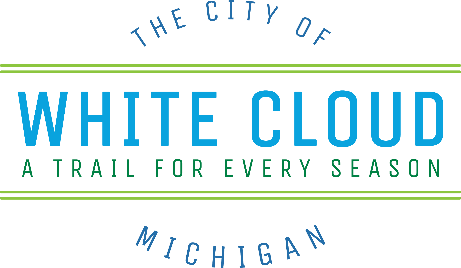 THE CITY OF
WHITE CLOUD
A TRAIL FOR EVERY SEASON
MICHIGAN